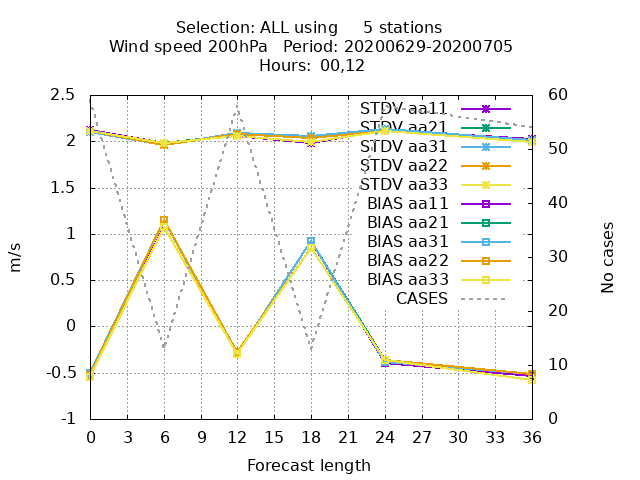 Selection: ALL using     5 stations
Wind speed 200hPa   Period: 20200629-20200705
Hours: 00,12
2.5
2
1.5
1
0.5
0
-0.5
-1
60
50
40
30
20
10
0
m/s
No cases
STDV aa11
STDV aa21
STDV aa31
STDV aa22
STDV aa33
BIAS aa11
BIAS aa21
BIAS aa31
BIAS aa22
BIAS aa33
CASES
0 3 6 9 12 15 18 21 24 27 30 33 36
Forecast length